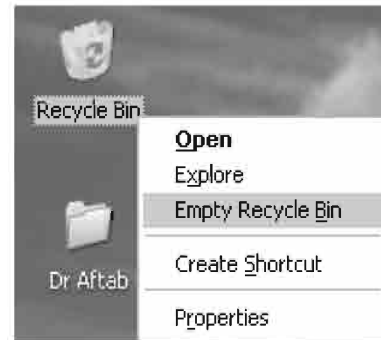 Recycle Bin
Open
Explore
Empty Recycle Bin
Dr Aftab
Create Shortcut
Properties